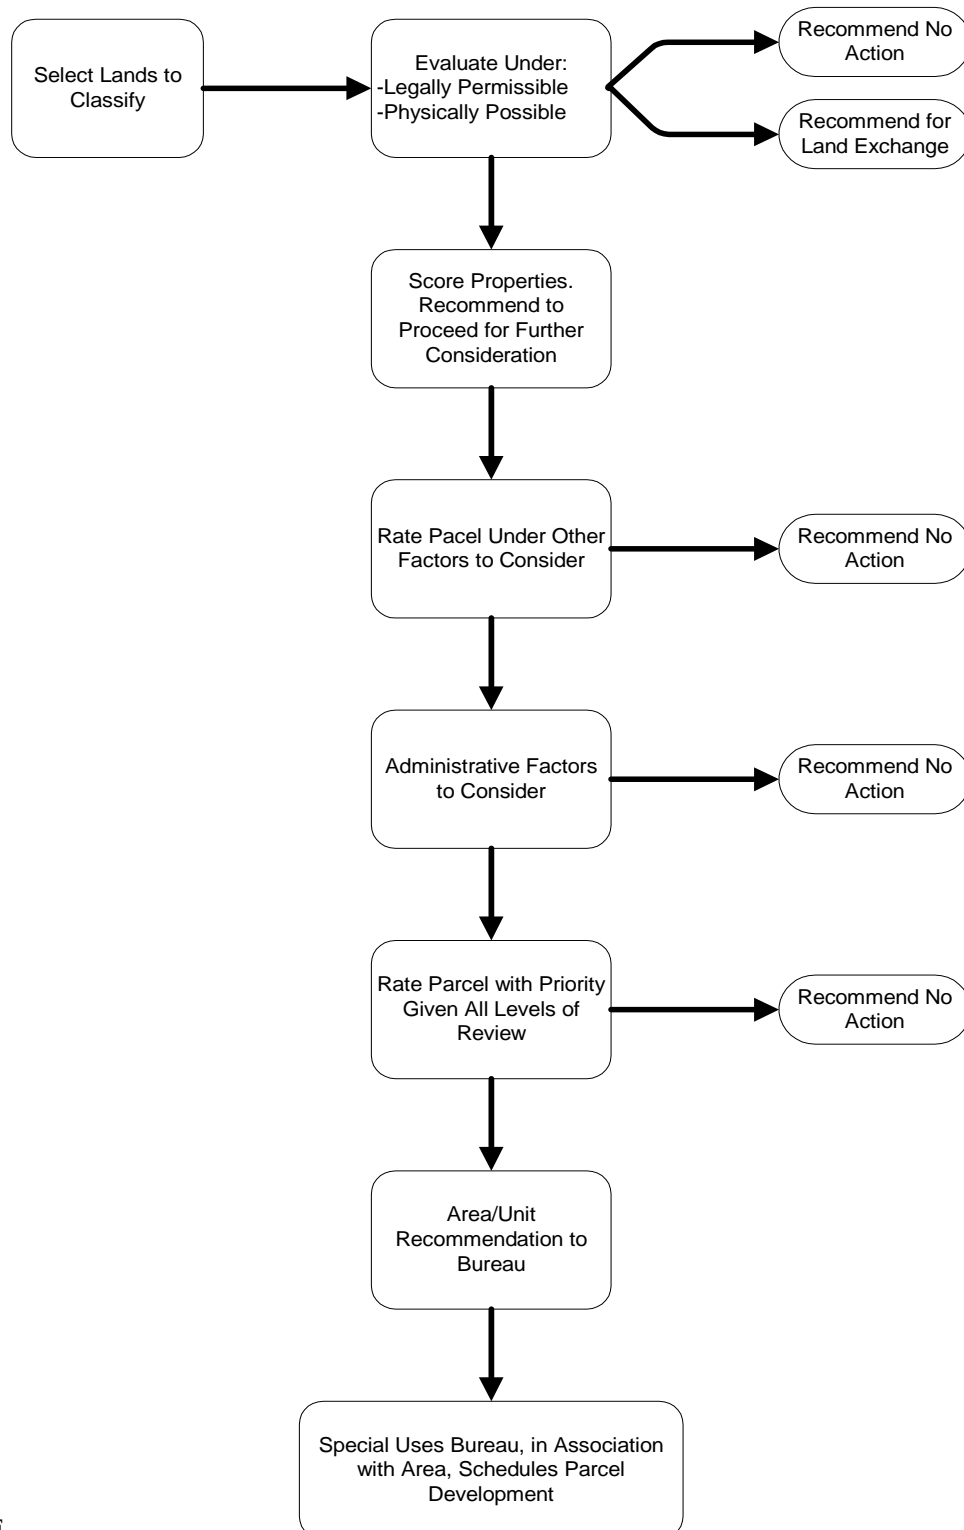 Select Lands to
Classify
Evaluate Under:
-Legally Permissible
-Physically Possible
Recommend No
Action
Recommend for
Land Exchange
Score Properties.
Recommend to
Proceed for Further
Consideration
Rate Pacel Under Other
Factors to Consider
Recommend No
Action
Administrative Factors
to Consider
Recommend No
Action
Rate Parcel with Priority
Given All Levels of
Review
Recommend No
Action
Area/Unit
Recommendation to
Bureau
Special Uses Bureau, in Association
with Area, Schedules Parcel
Development